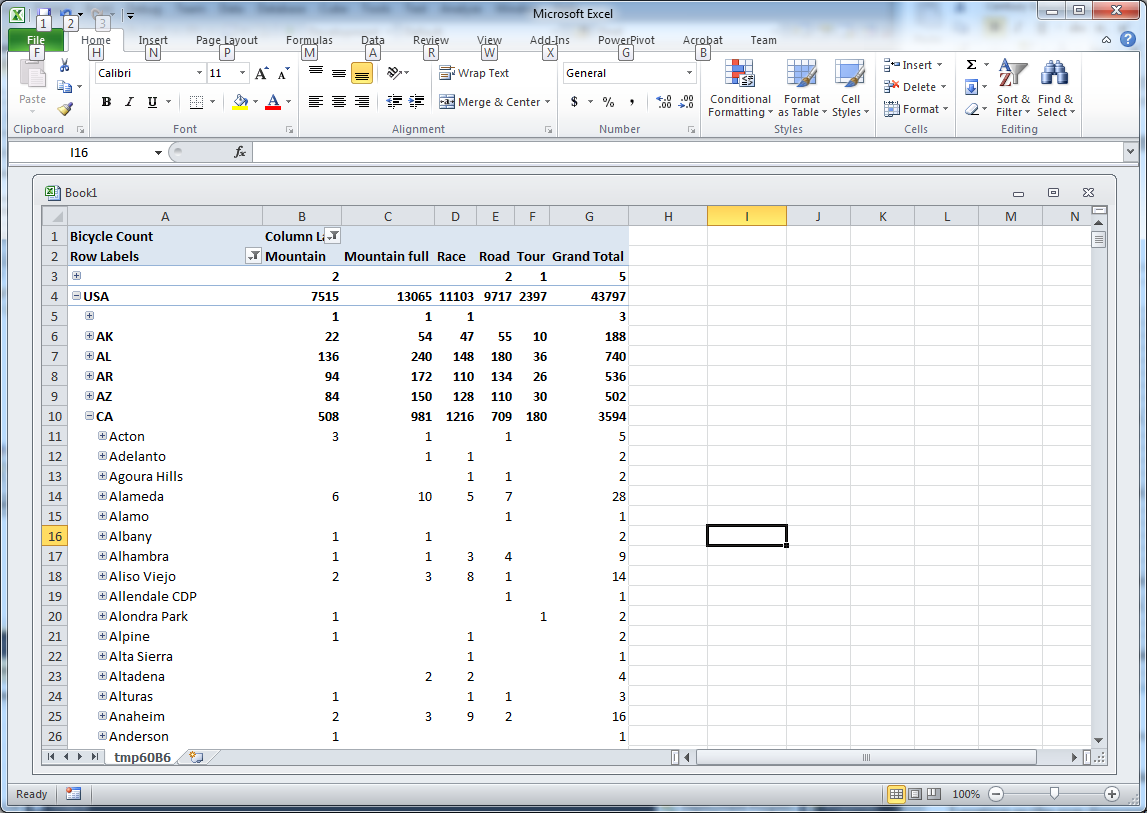 Microsoft Excel
1 2 3
File Home Insert Page Layout Formulas Data Review View Add-Ins PowerPivot Acrobat Team
F H N P M A R W X G B
Paste
Calibri 11
Wrap Text
General
Insert
B I U
Merge & Center
$ % ,
Conditional Formatting
Format as Table
Cell Styles
Delete
Format
Σ
Sort & Filter
Find & Select
Clipboard Font Alignment Number Styles Cells Editing
I16 fx
Book1
A B C D E F G H I J K L M N
1 Bicycle Count Column La
2 Row Labels Mountain Mountain full Race Road Tour Grand Total
3 2 2 1 5
4 USA 7515 13065 11103 9717 2397 43797
5 1 1 1 3
6 AK 22 54 47 55 10 188
7 AL 136 240 148 180 36 740
8 AR 94 172 110 134 26 536
9 AZ 84 150 128 110 30 502
10 CA 508 981 1216 709 180 3594
11 Acton 3 1 1 5
12 Adelanto 1 1 2
13 Agoura Hills 1 1 2
14 Alameda 6 10 5 7 28
15 Alamo 1 1
16 Albany 1 1 2
17 Alhambra 1 1 3 4 9
18 Aliso Viejo 2 3 8 1 14
19 Allendale CDP 1 1
20 Alondra Park 1 1 2
21 Alpine 1 1 2
22 Alta Sierra 1 1
23 Altadena 2 2 4
24 Alturas 1 1 1 3
25 Anaheim 2 3 9 2 16
26 Anderson 1 1
tmp60B6
Ready 100%